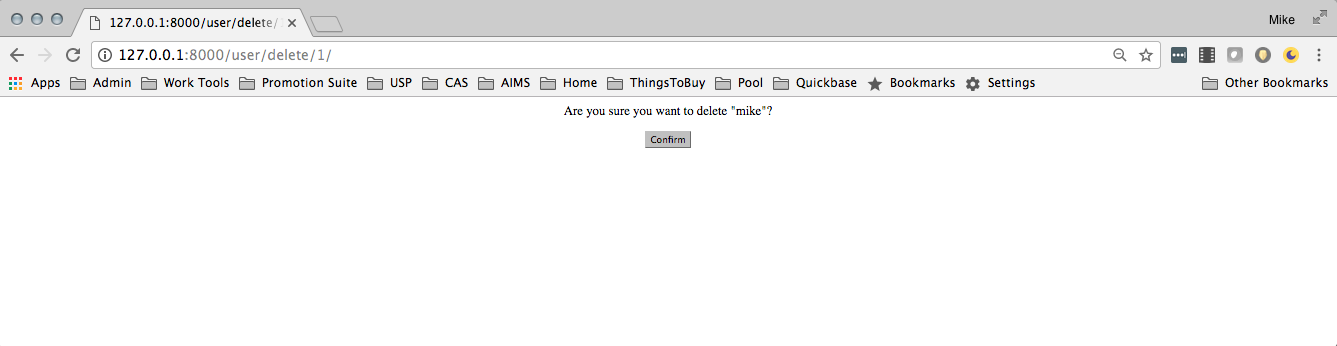 127.0.0.1:8000/user/delete/
Mike
127.0.0.1:8000/user/delete/1/
Apps Admin Work Tools Promotion Suite USP CAS AIMS Home ThingsToBuy Pool Quickbase Bookmarks Settings Other Bookmarks
Are you sure you want to delete "mike"?
Confirm